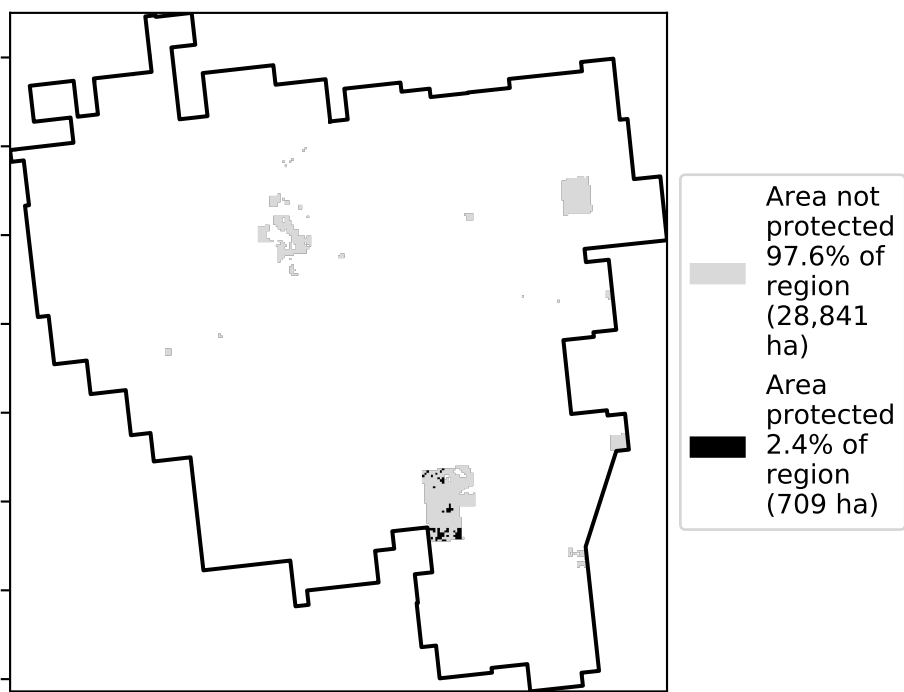 Area not
protected
97.6% of
region
(28,841
ha)
Area
protected
2.4% of
region
(709 ha)